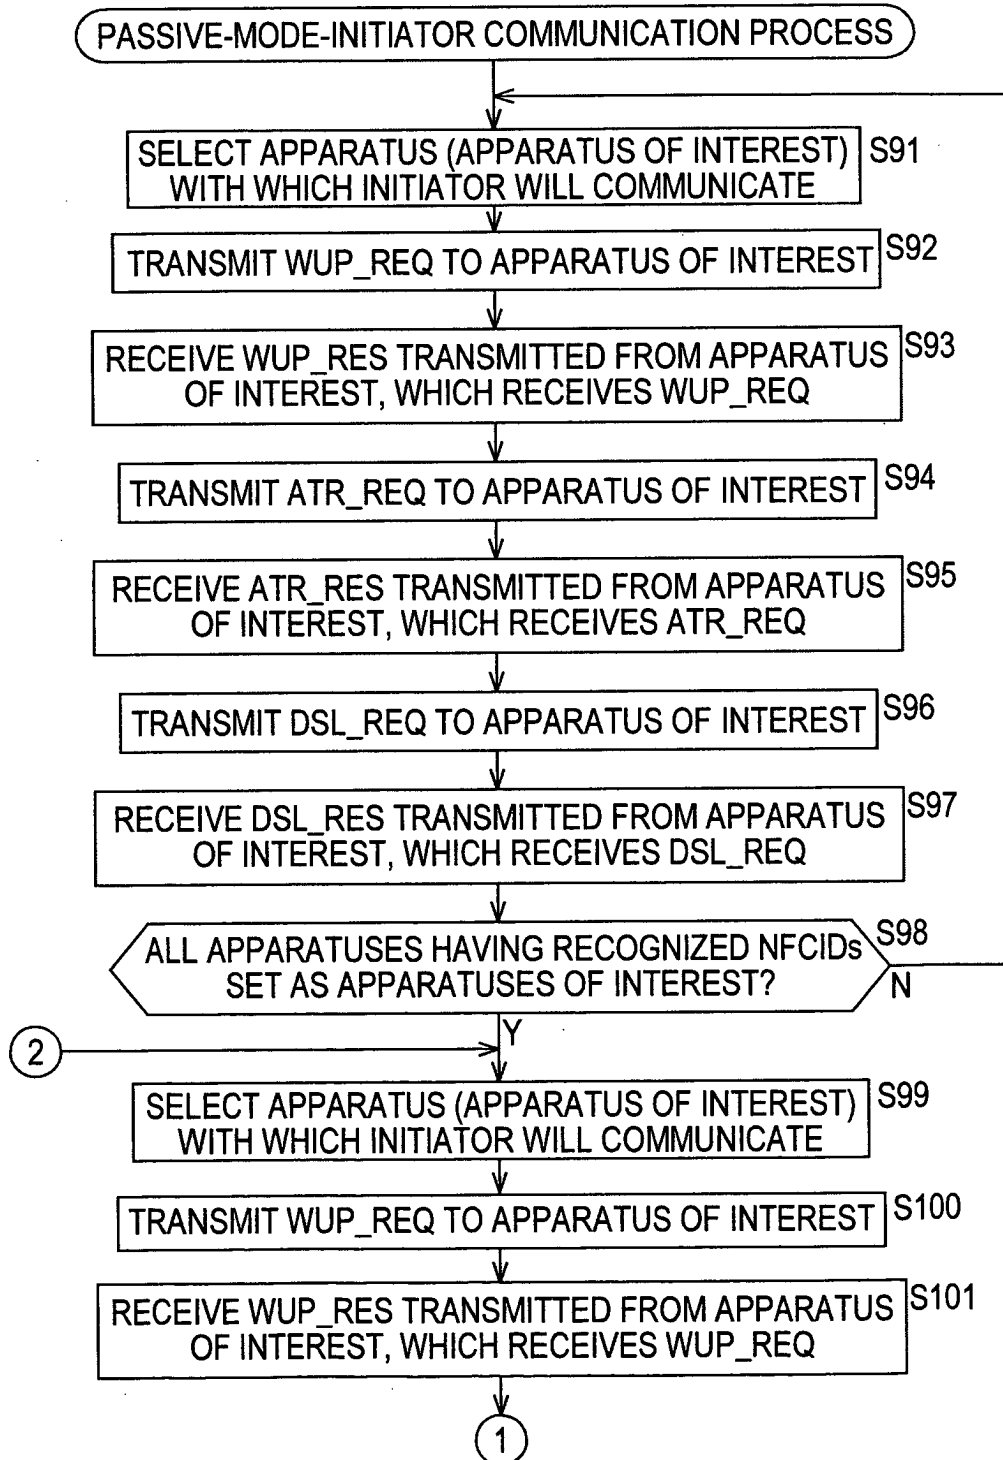 PASSIVE-MODE-INITIATOR COMMUNICATION PROCESS
SELECT APPARATUS (APPARATUS OF INTEREST)
WITH WHICH INITIATOR WILL COMMUNICATE
S91
TRANSMIT WUP_REQ TO APPARATUS OF INTEREST
S92
RECEIVE WUP_RES TRANSMITTED FROM APPARATUS
OF INTEREST, WHICH RECEIVES WUP_REQ
S93
TRANSMIT ATR_REQ TO APPARATUS OF INTEREST
S94
RECEIVE ATR_RES TRANSMITTED FROM APPARATUS
OF INTEREST, WHICH RECEIVES ATR_REQ
S95
TRANSMIT DSL_REQ TO APPARATUS OF INTEREST
S96
RECEIVE DSL_RES TRANSMITTED FROM APPARATUS
OF INTEREST, WHICH RECEIVES DSL_REQ
S97
ALL APPARATUSES HAVING RECOGNIZED NFCIDs
SET AS APPARATUSES OF INTEREST?
S98
N
Y
2
SELECT APPARATUS (APPARATUS OF INTEREST)
WITH WHICH INITIATOR WILL COMMUNICATE
S99
TRANSMIT WUP_REQ TO APPARATUS OF INTEREST
S100
RECEIVE WUP_RES TRANSMITTED FROM APPARATUS
OF INTEREST, WHICH RECEIVES WUP_REQ
S101
1